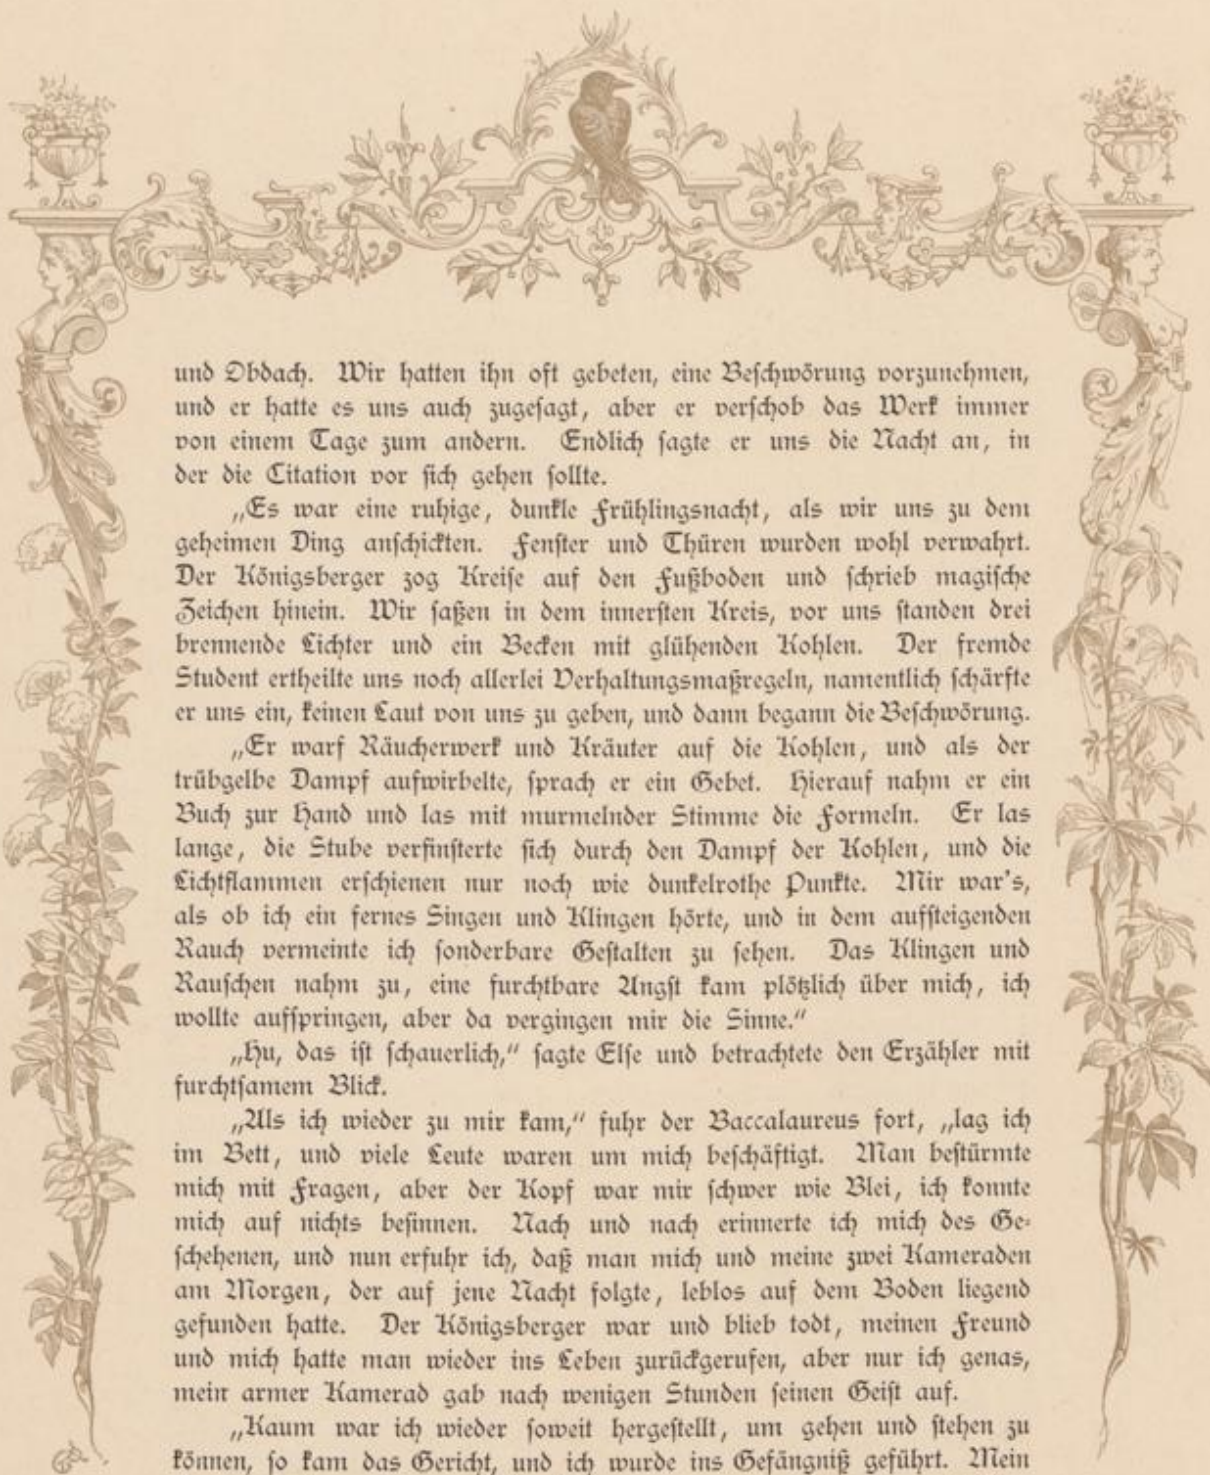 und Obdach. Wir hatten ihn oft gebeten, eine Beschwörung vorzunehmen,
und er hatte es uns auch zugesagt, aber er verschob das Werk immer
von einem Tage zum andern. Endlich sagte er uns die Nacht an, in
der die Citation vor sich gehen sollte.
„Es war eine ruhige, dunkle Frühlingsnacht, als wir uns zu dem
geheimen Ding anschickten. Fenster und Thüren wurden wohl verwahrt.
Der Königsberger zog Kreise auf den Fußboden und schrieb magische
Zeichen hinein. Wir saßen in dem innersten Kreis, vor uns standen drei
brennende Lichter und ein Becken mit glühenden Kohlen. Der fremde
Student ertheilte uns noch allerlei Verhaltungsmaßregeln, namentlich schärfte
er uns ein, keinen Laut von uns zu geben, und dann begann die Beschwörung.
„Er warf Räucherwerk und Kräuter auf die Kohlen, und als der
trübgelbe Dampf aufwirbelte, sprach er ein Gebet. Hierauf nahm er ein
Buch zur Hand und las mit murmelnder Stimme die Formeln. Er las
lange, die Stube verfinsterte sich durch den Dampf der Kohlen, und die
Lichtflammen erschienen nur noch wie dunkelrothe Punkte. Mir war's,
als ob ich ein fernes Singen und Klingen hörte, und in dem aufsteigenden
Rauch vermeinte ich sonderbare Gestalten zu sehen. Das Klingen und
Rauschen nahm zu, eine furchtbare Angst kam plötzlich über mich, ich
wollte aufspringen, aber da vergingen mir die Sinne.“
„Hu, das ist schauerlich,“ sagte Else und betrachtete den Erzähler mit
furchtsamem Blick.
„Als ich wieder zu mir kam,“ fuhr der Baccalaureus fort, „lag ich
im Bett, und viele Leute waren um mich beschäftigt. Man bestürmte
mich mit Fragen, aber der Kopf war mir schwer wie Blei, ich konnte
mich auf nichts besinnen. Nach und nach erinnerte ich mich des Ge-
schehenen, und nun erfuhr ich, daß man mich und meine zwei Kameraden
am Morgen, der auf jene Nacht folgte, leblos auf dem Boden liegend
gefunden hatte. Der Königsberger war und blieb todt, meinen Freund
und mich hatte man wieder ins Leben zurückgerufen, aber nur ich genas,
mein armer Kamerad gab nach wenigen Stunden seinen Geist auf.
„Kaum war ich wieder soweit hergestellt, um gehen und stehen zu
können, so kam das Gericht, und ich wurde ins Gefängniß geführt. Mein